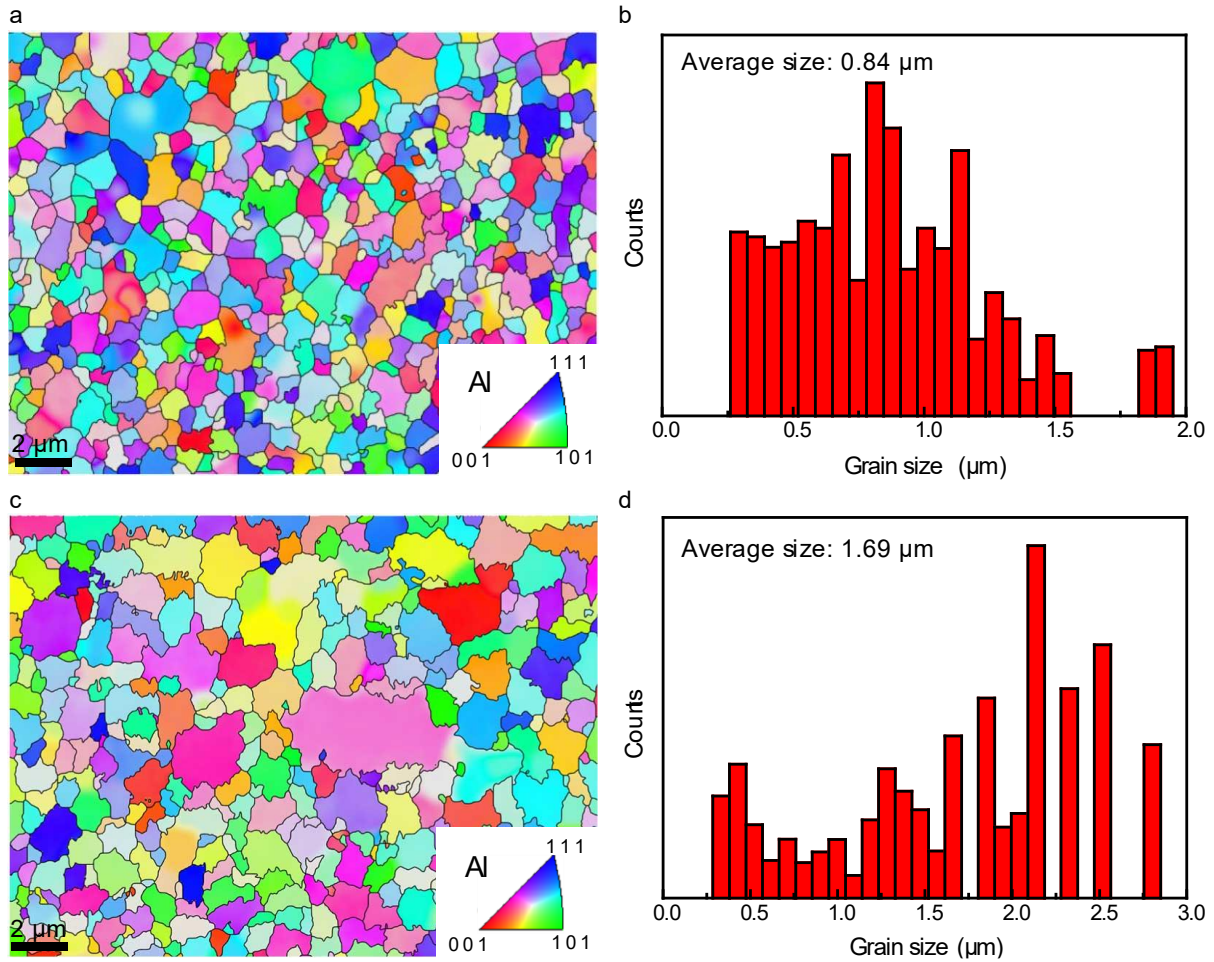 a
Al
1 1 1
0 0 1
1 0 1
2 µm
b
Average size: 0.84 µm
Counts
0.0 0.5 1.0 1.5 2.0
Grain size (µm)
c
Al
1 1 1
0 0 1
1 0 1
2 µm
d
Average size: 1.69 µm
Counts
0.0 0.5 1.0 1.5 2.0 2.5 3.0
Grain size (µm)